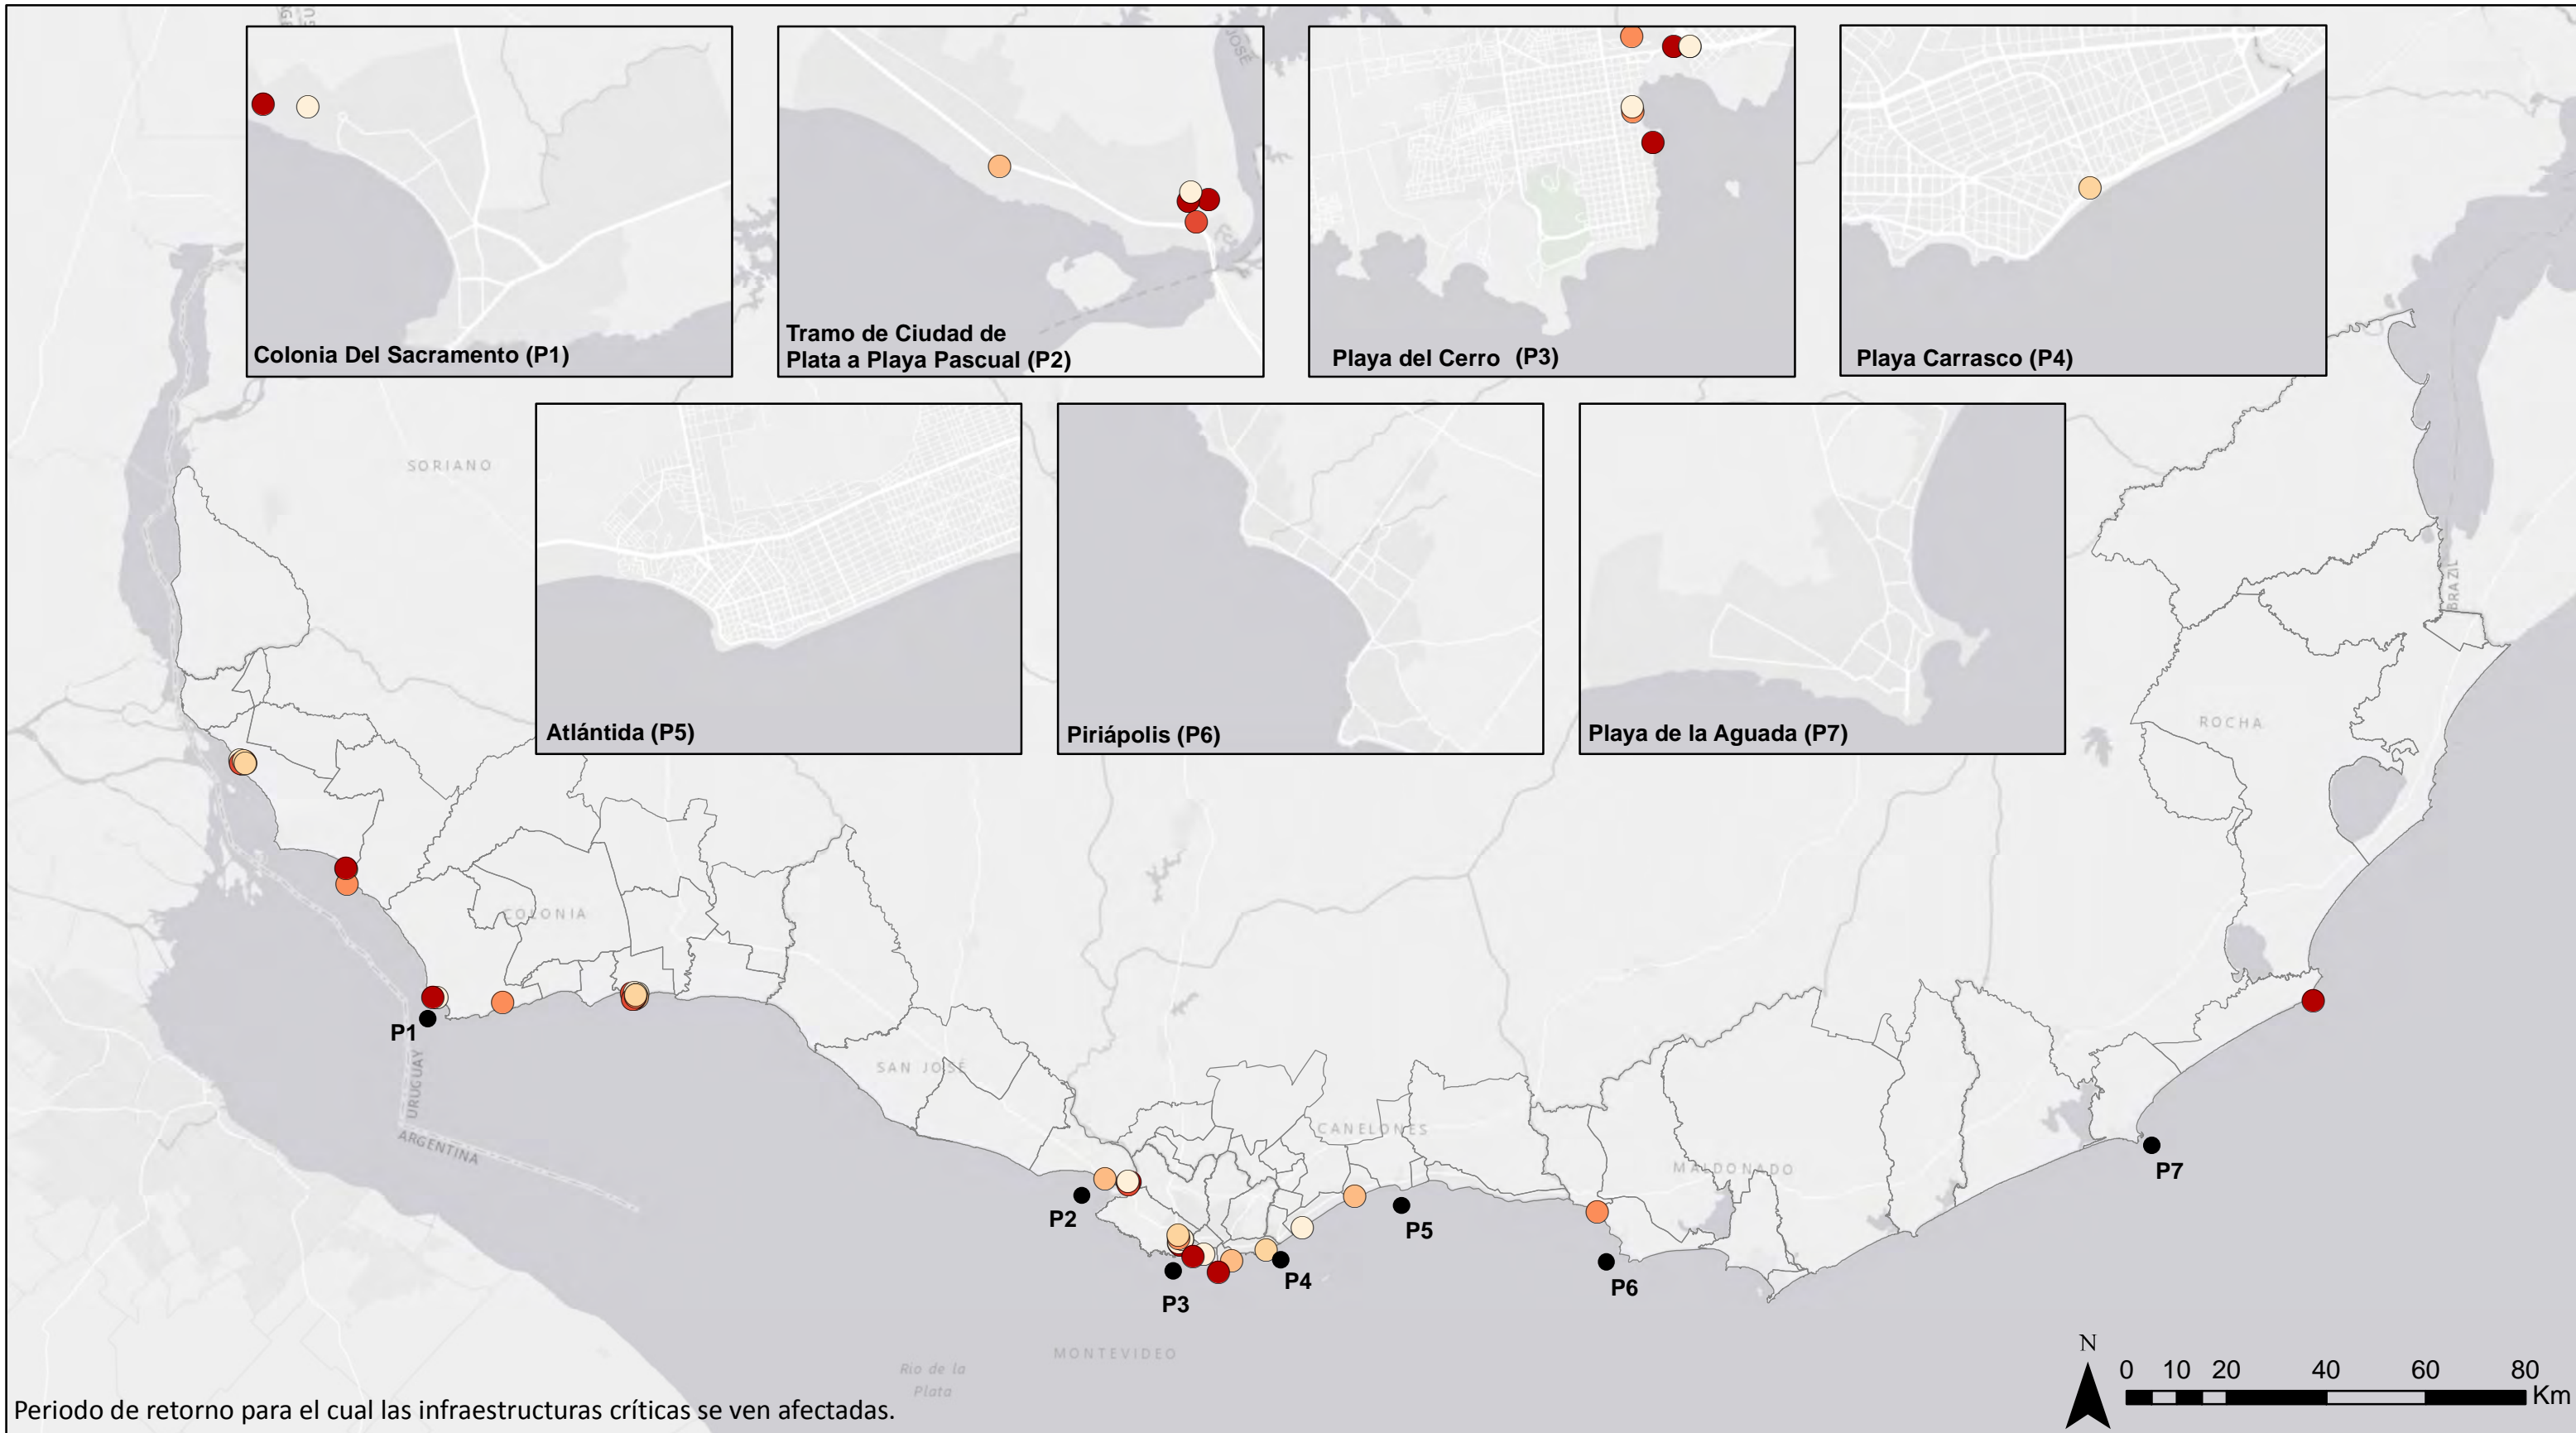 JOSÉ
Colonia Del Sacramento (P1)
Tramo de Ciudad de
Plata a Playa Pascual (P2)
Playa del Cerro (P3)
Playa Carrasco (P4)
SORIANO
Atlántida (P5)
Piriápolis (P6)
Playa de la Aguada (P7)
BRAZIL
ROCHA
COLONIA
P1
URUGUAY
ARGENTINA
SAN JOSÉ
CANELONES
MALDONADO
P2
P3
P4
P5
P6
P7
MONTEVIDEO
Rio de la
Plata
N
0 10 20 40 60 80
Km
Periodo de retorno para el cual las infraestructuras críticas se ven afectadas.